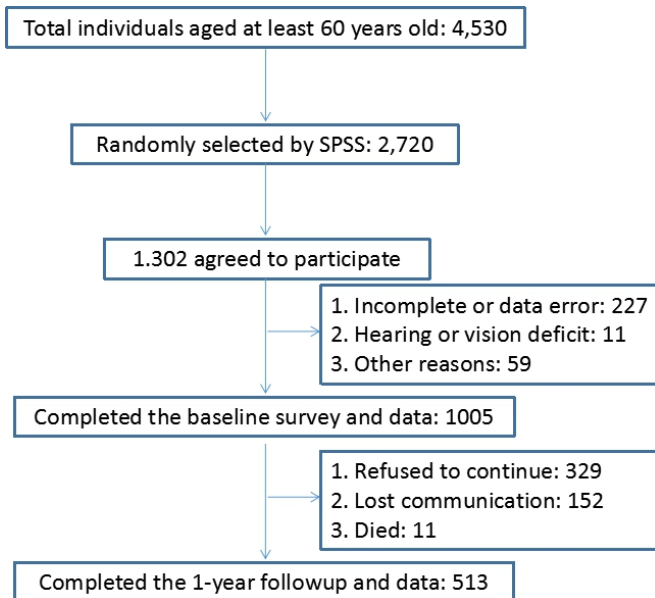 Total individuals aged at least 60 years old: 4,530
Randomly selected by SPSS: 2,720
1.302 agreed to participate
1. Incomplete or data error: 227
2. Hearing or vision deficit: 11
3. Other reasons: 59
Completed the baseline survey and data: 1005
1. Refused to continue: 329
2. Lost communication: 152
3. Died: 11
Completed the 1-year followup and data: 513